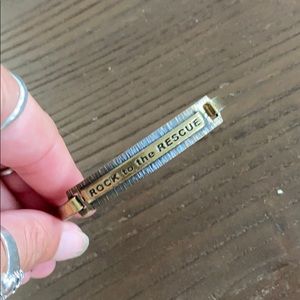 ROCK to the RESCUE